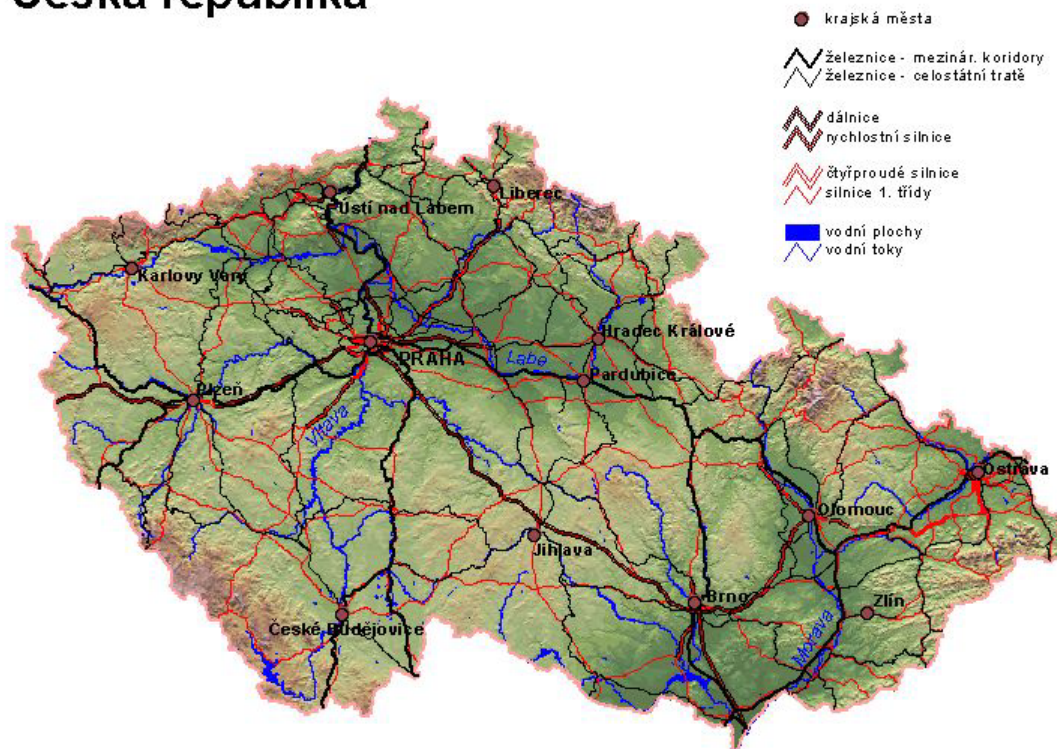 Česká republika
krajská města
železnice - mezinár. koridory
železnice - celostátní tratě
dálnice
rychlostní silnice
čtyřproudé silnice
silnice 1. třídy
vodní plochy
vodní toky
Liberec
Ústí nad Labem
Karlovy Vary
Hradec Králové
PRAHA
Labe
Pardubice
Plzeň
Vltava
Ostrava
Olomouc
Jihlava
Brno
Zlín
České Budějovice
Morava